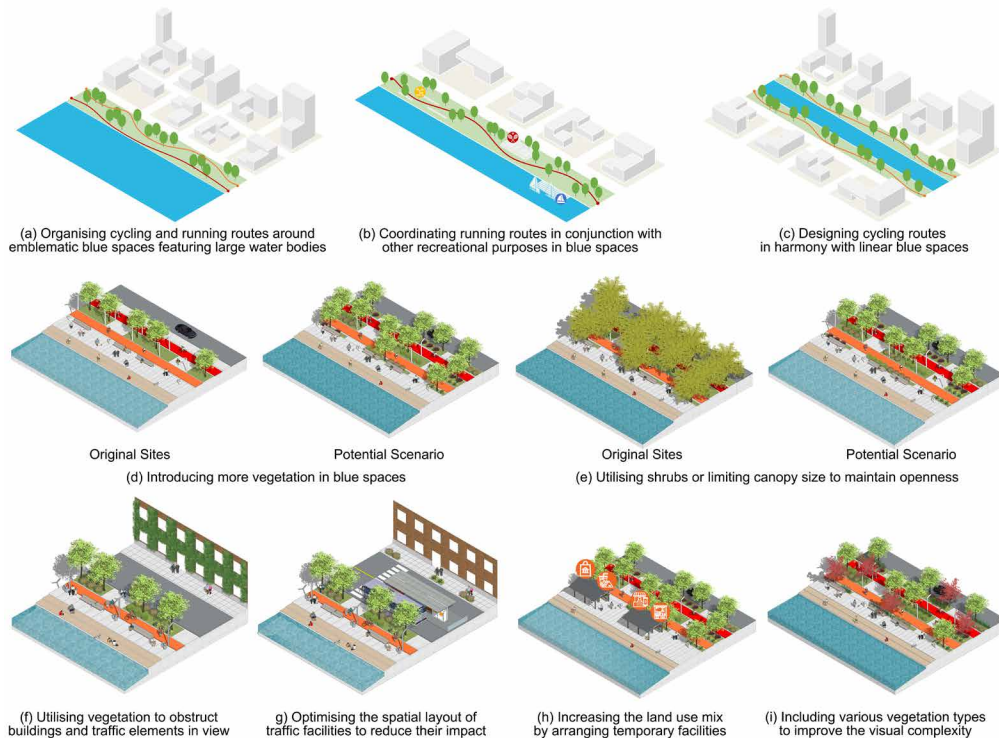 (a) Organising cycling and running routes around
emblematic blue spaces featuring large water bodies
(b) Coordinating running routes in conjunction with
other recreational purposes in blue spaces
(c) Designing cycling routes
in harmony with linear blue spaces
Original Sites
Potential Scenario
(d) Introducing more vegetation in blue spaces
Original Sites
Potential Scenario
(e) Utilising shrubs or limiting canopy size to maintain openness
(f) Utilising vegetation to obstruct
buildings and traffic elements in view
g) Optimising the spatial layout of
traffic facilities to reduce their impact
(h) Increasing the land use mix
by arranging temporary facilities
(i) Including various vegetation types
to improve the visual complexity